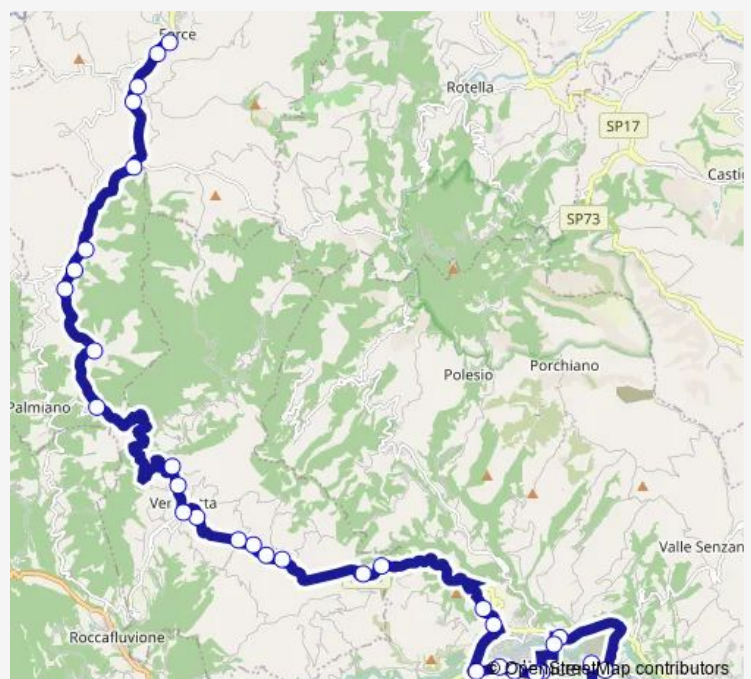 Force
Rotella
SP17
Castig
SP73
Polesio
Porchiano
Palmiano
Valle Senzan
Roccafluvione
© OpenStreetMap contributors